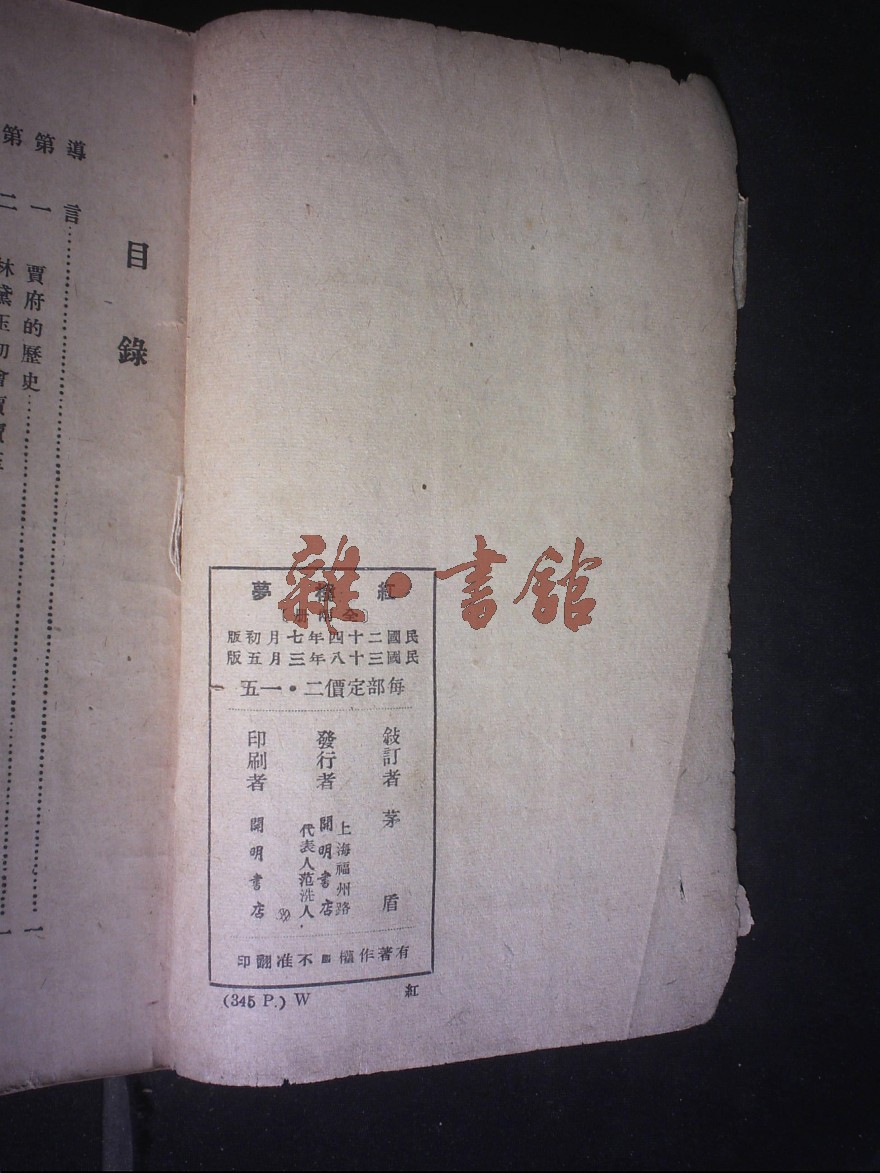 紅樓夢
全一冊
民國二十四年七月初版
民國三十八年三月五版
每部定價二·一五
敍訂者 茅盾
發行者
上海福州路
開明書店
代表人范洗人
印刷者 開明書店
有著作權 不准翻印
紅
(345 P.) W
雜·書館
目錄
導言
第一 賈府的歷史 一
第二 林黛玉初會賈寶玉